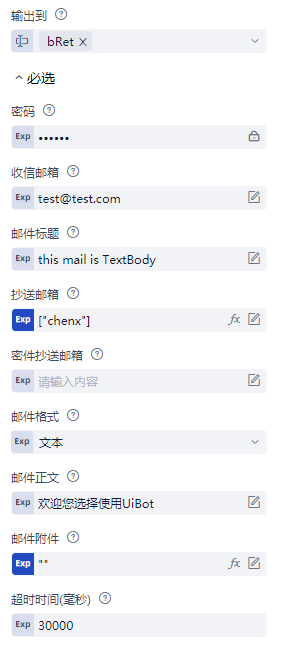 输出到
bRet
必选
密码
Exp ••••••
收信邮箱
Exp test@test.com
邮件标题
Exp this mail is TextBody
抄送邮箱
Exp ["chenx"] fx
密件抄送邮箱
Exp 请输入内容
邮件格式
Exp 文本
邮件正文
Exp 欢迎您选择使用UiBot
邮件附件
Exp "" fx
超时时间(毫秒)
Exp 30000